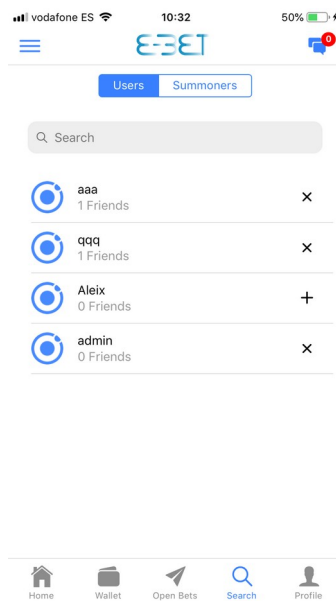 vodafone ES 10:32 50%
E-BET 0
Users Summoners
Search
aaa
1 Friends
qqq
1 Friends
Aleix
0 Friends
admin
0 Friends
Home Wallet Open Bets Search Profile